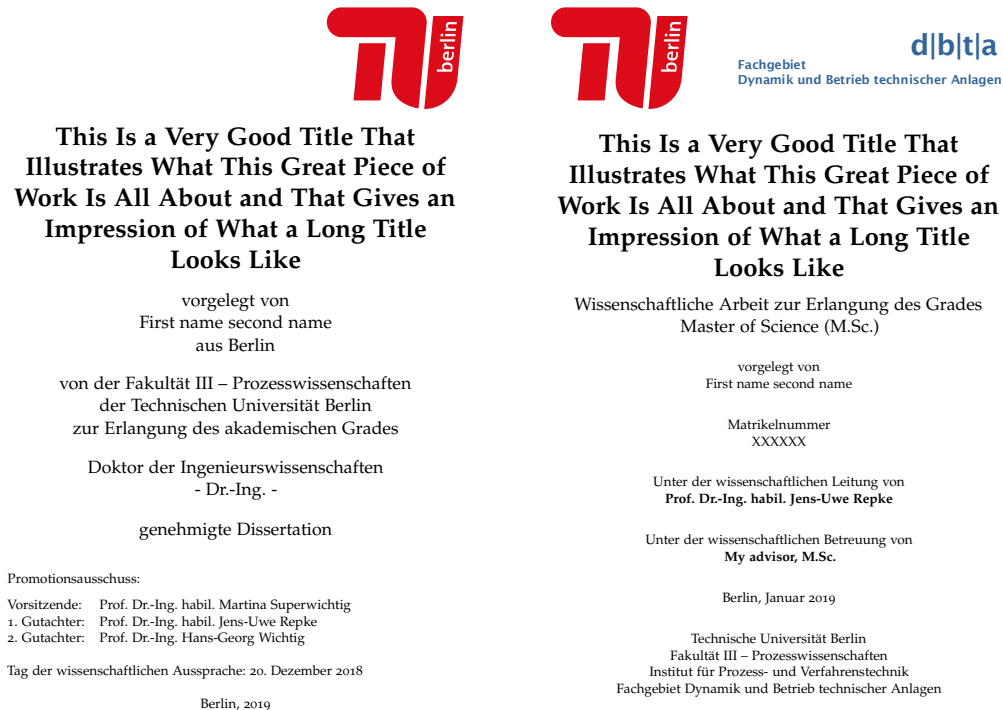 berlin
This Is a Very Good Title That
Illustrates What This Great Piece of
Work Is All About and That Gives an
Impression of What a Long Title
Looks Like
vorgelegt von
First name second name
aus Berlin
von der Fakultät III – Prozesswissenschaften
der Technischen Universität Berlin
zur Erlangung des akademischen Grades
Doktor der Ingenieurswissenschaften
- Dr.-Ing. -
genehmigte Dissertation
Promotionsausschuss:
Vorsitzende: Prof. Dr.-Ing. habil. Martina Superwichtig
1. Gutachter: Prof. Dr.-Ing. habil. Jens-Uwe Repke
2. Gutachter: Prof. Dr.-Ing. Hans-Georg Wichtig
Tag der wissenschaftlichen Aussprache: 20. Dezember 2018
Berlin, 2019
berlin
d|b|t|a
Fachgebiet
Dynamik und Betrieb technischer Anlagen
This Is a Very Good Title That
Illustrates What This Great Piece of
Work Is All About and That Gives an
Impression of What a Long Title
Looks Like
Wissenschaftliche Arbeit zur Erlangung des Grades
Master of Science (M.Sc.)
vorgelegt von
First name second name
Matrikelnummer
XXXXXX
Unter der wissenschaftlichen Leitung von
Prof. Dr.-Ing. habil. Jens-Uwe Repke
Unter der wissenschaftlichen Betreuung von
My advisor, M.Sc.
Berlin, Januar 2019
Technische Universität Berlin
Fakultät III – Prozesswissenschaften
Institut für Prozess- und Verfahrenstechnik
Fachgebiet Dynamik und Betrieb technischer Anlagen